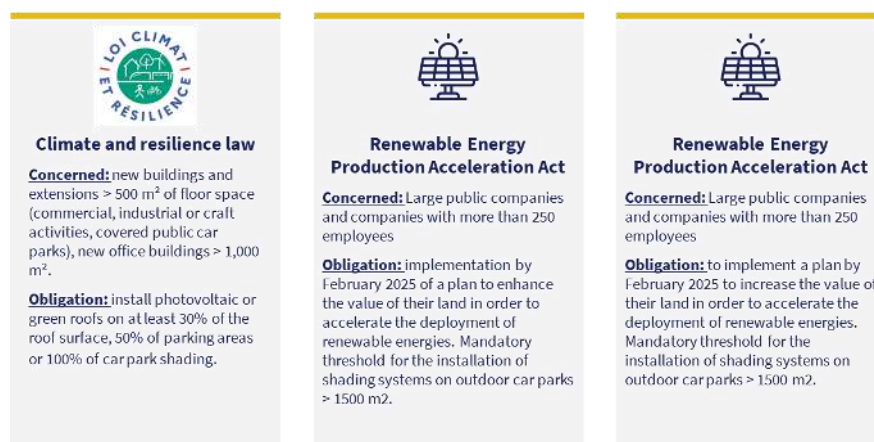 LOI CLIMAT
ET RÉSILIENCE
Climate and resilience law
Concerned: new buildings and
extensions > 500 m² of floor space
(commercial, industrial or craft
activities, covered public car
parks), new office buildings > 1,000
m².
Obligation: install photovoltaic or
green roofs on at least 30% of the
roof surface, 50% of parking areas
or 100% of car park shading.
Renewable Energy
Production Acceleration Act
Concerned: Large public companies
and companies with more than 250
employees
Obligation: implementation by
February 2025 of a plan to enhance
the value of their land in order to
accelerate the deployment of
renewable energies. Mandatory
threshold for the installation of
shading systems on outdoor car parks
> 1500 m2.
Renewable Energy
Production Acceleration Act
Concerned: Large public companies
and companies with more than 250
employees
Obligation: to implement a plan by
February 2025 to increase the value of
their land in order to accelerate the
deployment of renewable energies.
Mandatory threshold for the
installation of shading systems on
outdoor car parks > 1500 m2.